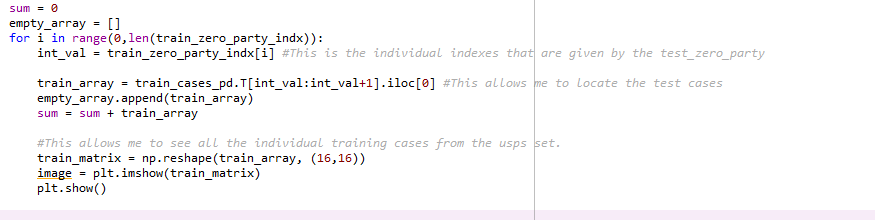 sum = 0
empty_array = []
for i in range(0,len(train_zero_party_indx)):
    int_val = train_zero_party_indx[i] #This is the individual indexes that are given by the test_zero_party
    train_array = train_cases_pd.T[int_val:int_val+1].iloc[0] #This allows me to locate the test cases
    empty_array.append(train_array)
    sum = sum + train_array
    #This allows me to see all the individual training cases from the usps set.
    train_matrix = np.reshape(train_array, (16,16))
    image = plt.imshow(train_matrix)
    plt.show()